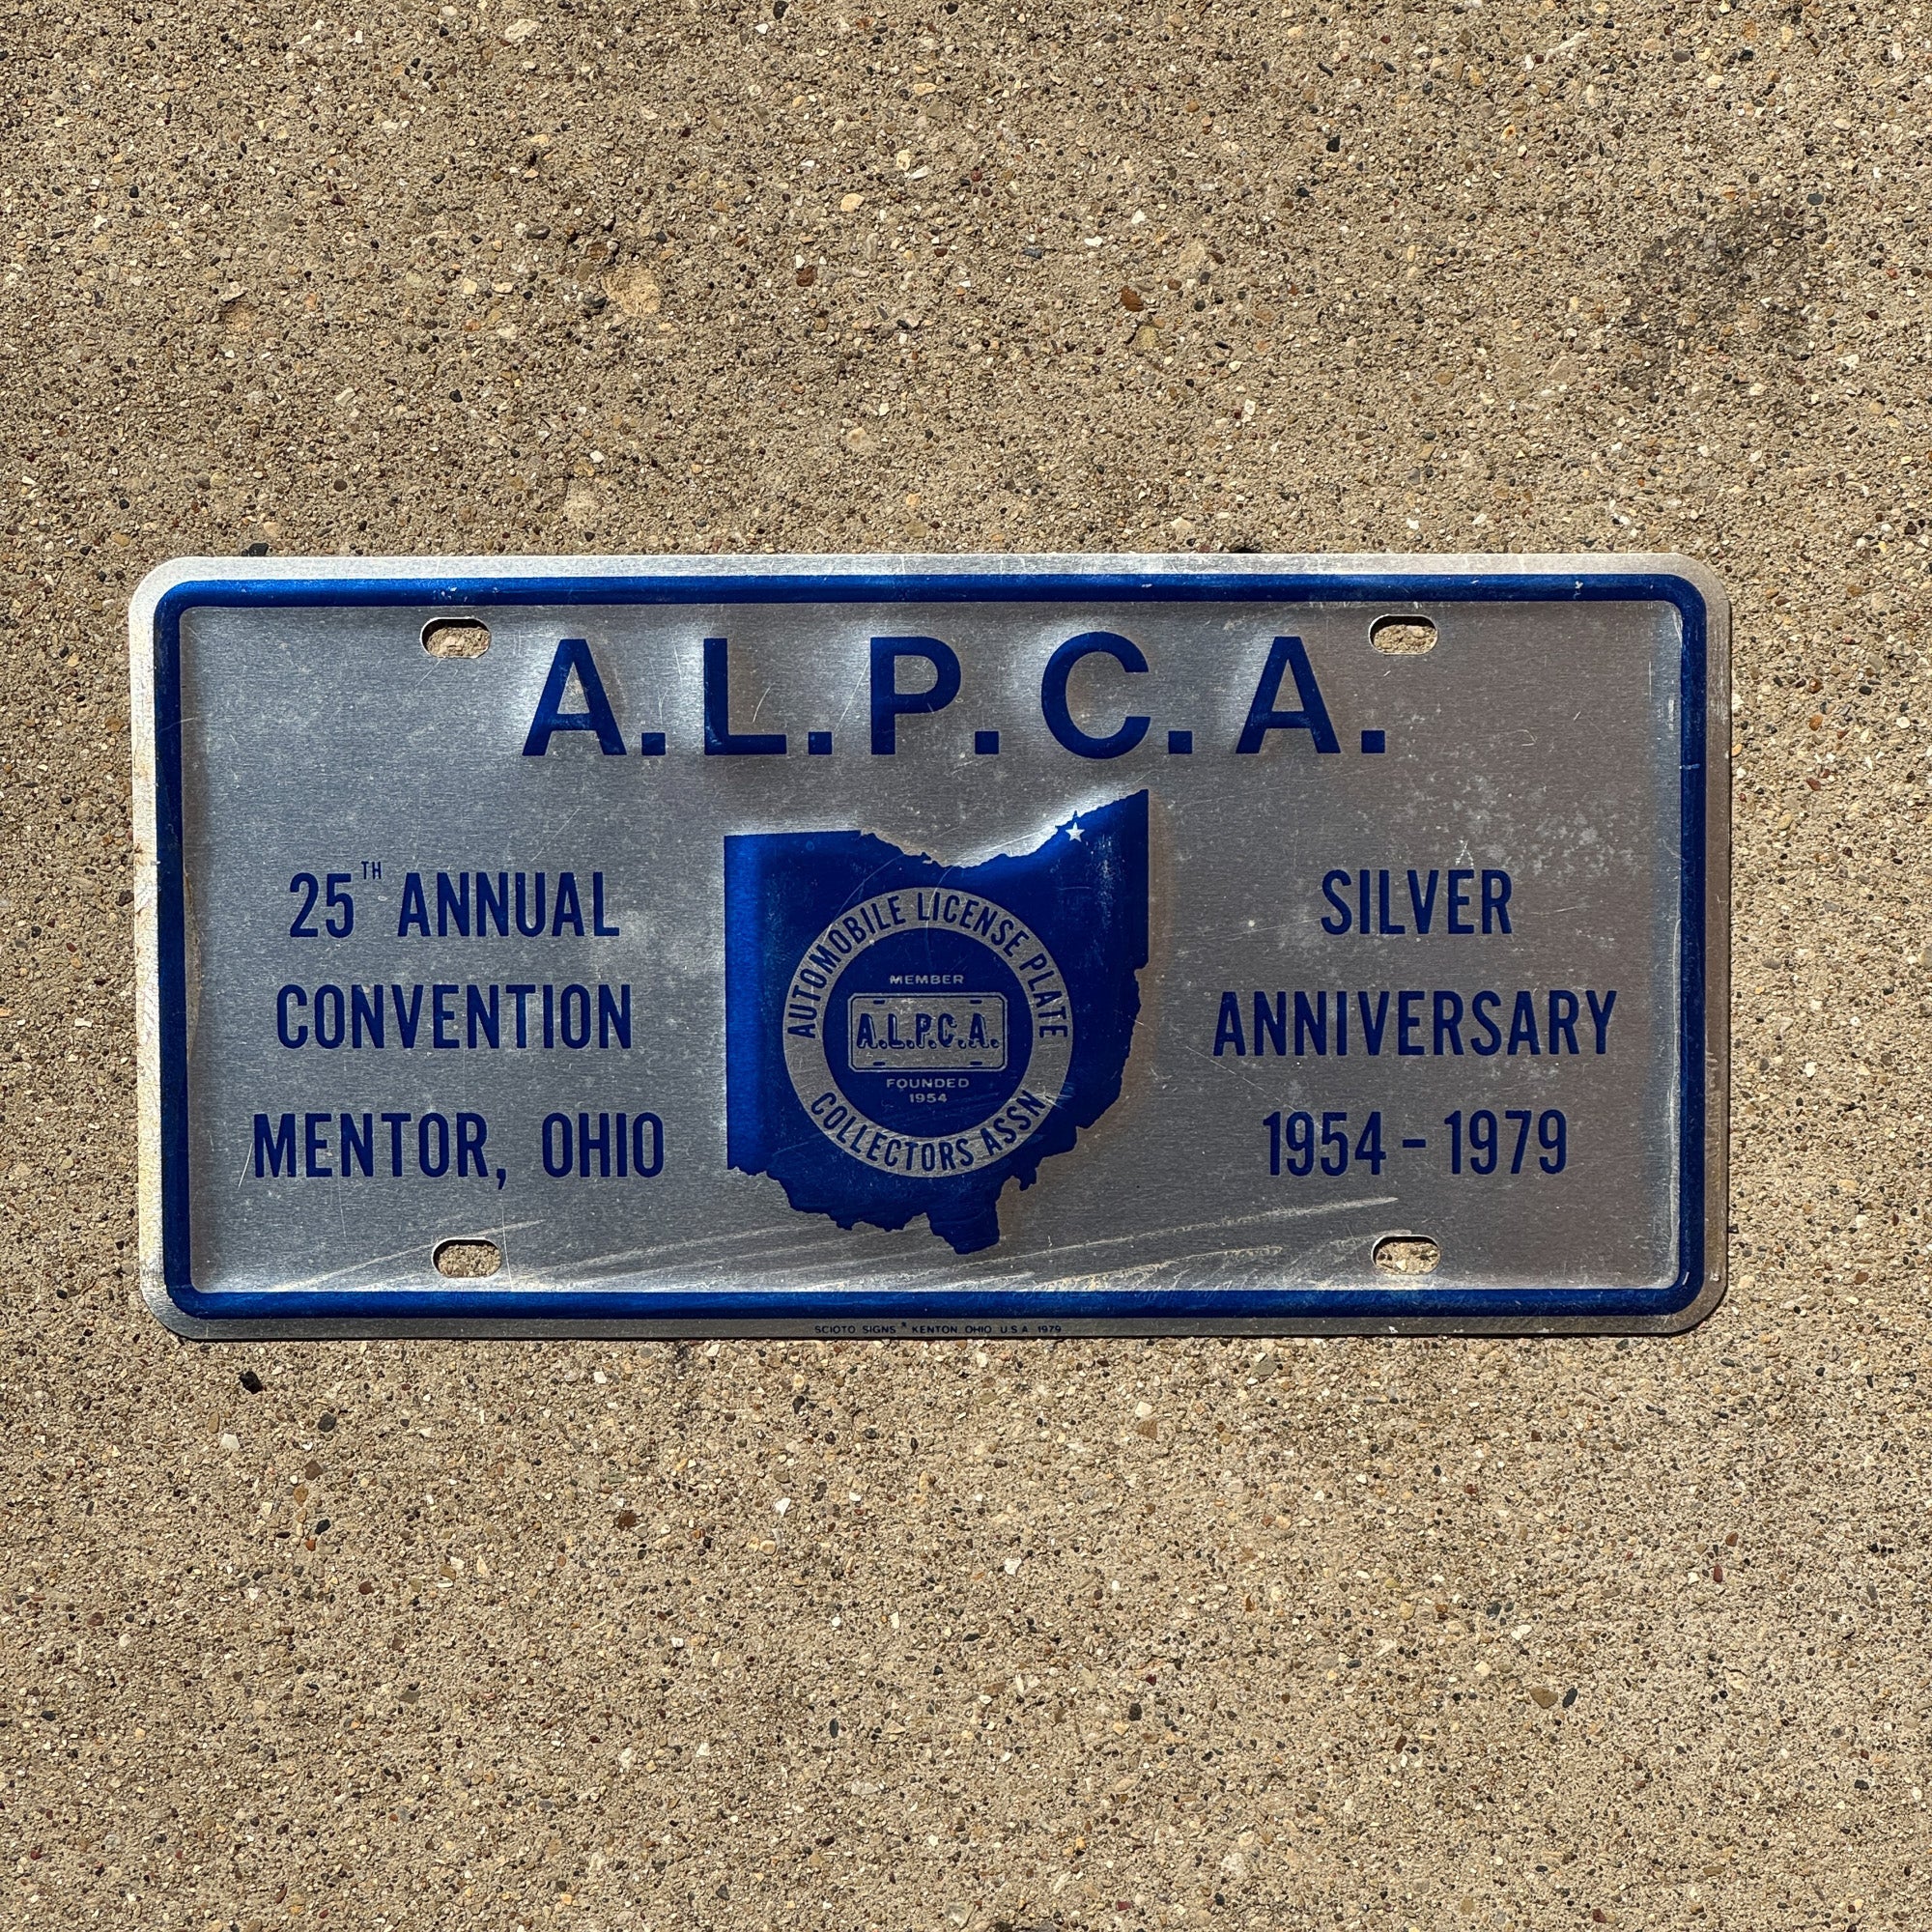 A.L.P.C.A.
25TH ANNUAL
CONVENTION
MENTOR, OHIO
AUTOMOBILE LICENSE PLATE
MEMBER
A.L.P.C.A.
FOUNDED
1954
COLLECTORS ASSN
SILVER
ANNIVERSARY
1954-1979
SCIOTO SIGNS® KENTON, OHIO, U.S.A. 1979